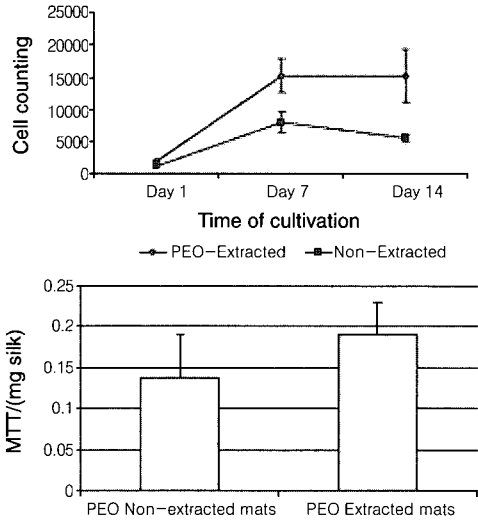 25000
20000
15000
10000
5000
0
Cell counting
Day 1 Day 7 Day 14
Time of cultivation
PEO-Extracted Non-Extracted
0.25
0.2
0.15
0.1
0.05
0
MTT/(mg silk)
PEO Non-extracted mats PEO Extracted mats